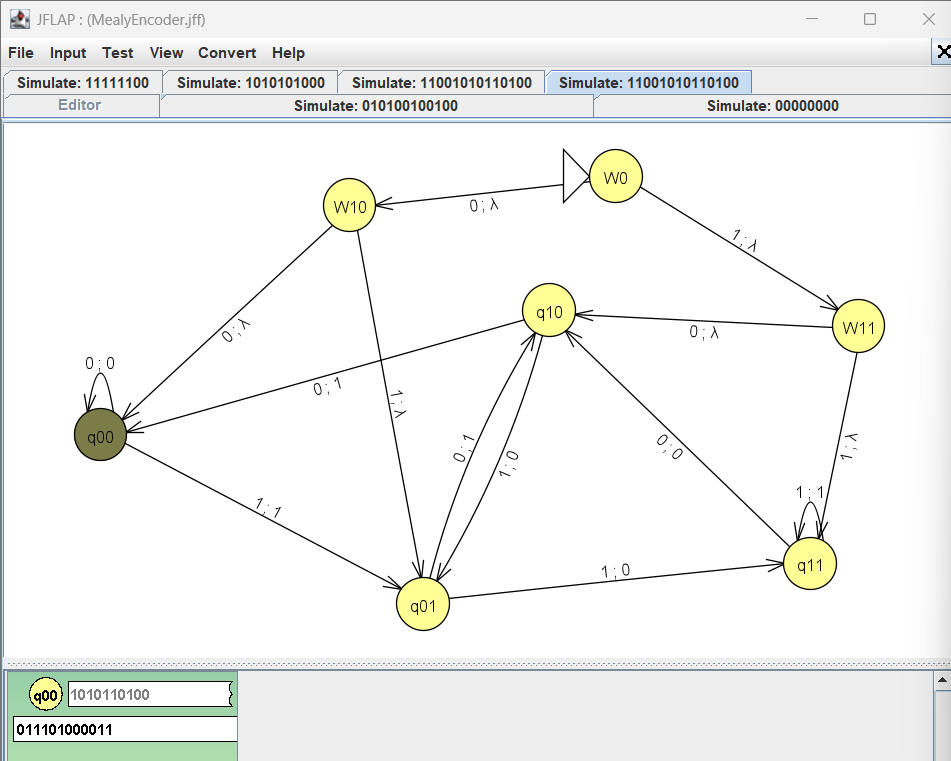 JFLAP : (MealyEncoder.jff)
File Input Test View Convert Help
Simulate: 11111100 Simulate: 1010101000 Simulate: 11001010110100 Simulate: 11001010110100
Editor Simulate: 010100100100 Simulate: 00000000
W0
W10
0 ; λ
1 ; λ
q10
W11
0 ; λ
0 ; λ
0 ; 0
0 ; 1
1 ; λ
q00
0 ; 1
1 ; 0
0 ; 0
1 ; λ
1 ; 1
1 ; 1
q11
1 ; 0
q01
q00 1010110100
011101000011